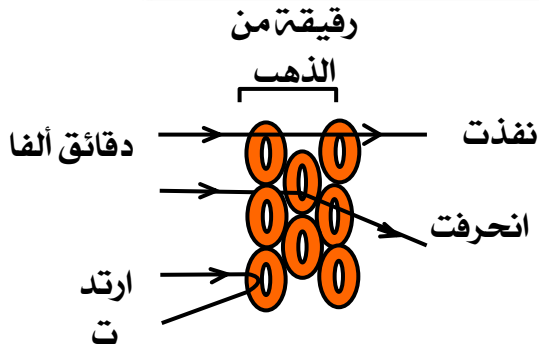 رقيقة من
الذهب
دقائق ألفا
نفذت
انحرفت
ارتد
ت